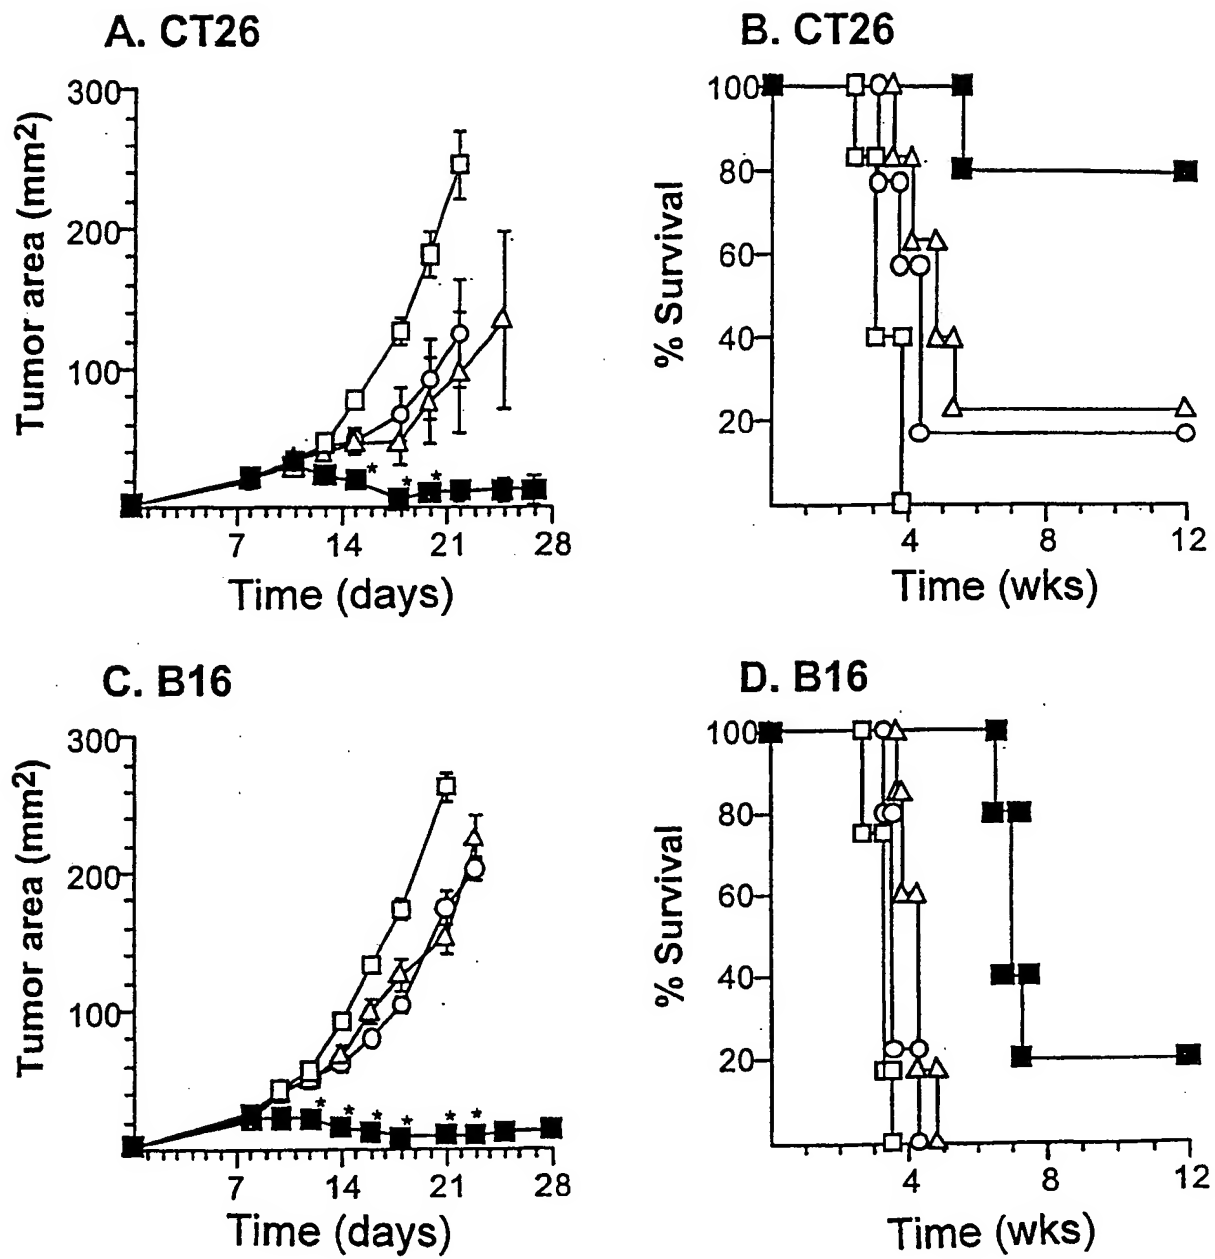 A. CT26
300
200
100
Tumor area (mm2)
* * * *
7 14 21 28
Time (days)
B. CT26
100
80
60
40
20
% Survival
4 8 12
Time (wks)
C. B16
300
200
100
Tumor area (mm2)
* * * * * *
7 14 21 28
Time (days)
D. B16
100
80
60
40
20
% Survival
4 8 12
Time (wks)